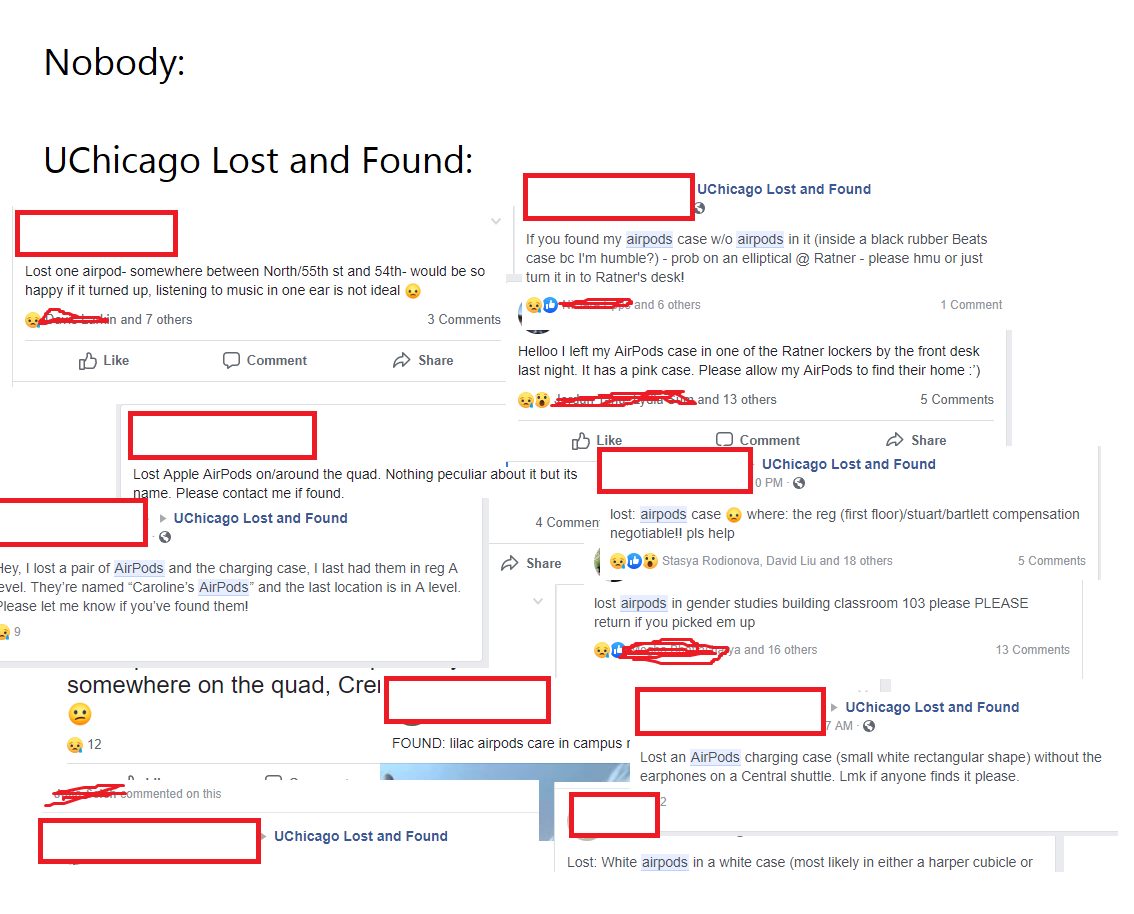 Nobody:
UChicago Lost and Found:
Lost one airpod- somewhere between North/55th st and 54th- would be so
happy if it turned up, listening to music in one ear is not ideal
and 7 others
3 Comments
Like Comment Share
UChicago Lost and Found
If you found my airpods case w/o airpods in it (inside a black rubber Beats
case bc I'm humble?) - prob on an elliptical @ Ratner - please hmu or just
turn it in to Ratner's desk!
and 6 others
1 Comment
Helloo I left my AirPods case in one of the Ratner lockers by the front desk
last night. It has a pink case. Please allow my AirPods to find their home :')
and 13 others
5 Comments
Like Comment Share
Lost Apple AirPods on/around the quad. Nothing peculiar about it but its
name. Please contact me if found.
4 Commen
Share
UChicago Lost and Found
Hey, I lost a pair of AirPods and the charging case, I last had them in reg A
level. They're named “Caroline's AirPods” and the last location is in A level.
Please let me know if you've found them!
9
UChicago Lost and Found
0 PM ·
lost: airpods case where: the reg (first floor)/stuart/bartlett compensation
negotiable!! pls help
Stasya Rodionova, David Liu and 18 others
5 Comments
lost airpods in gender studies building classroom 103 please PLEASE
return if you picked em up
ya and 16 others
13 Comments
somewhere on the quad, Crer
12
FOUND: lilac airpods care in campus r
UChicago Lost and Found
7 AM ·
Lost an AirPods charging case (small white rectangular shape) without the
earphones on a Central shuttle. Lmk if anyone finds it please.
2
commented on this
UChicago Lost and Found
Lost: White airpods in a white case (most likely in either a harper cubicle or